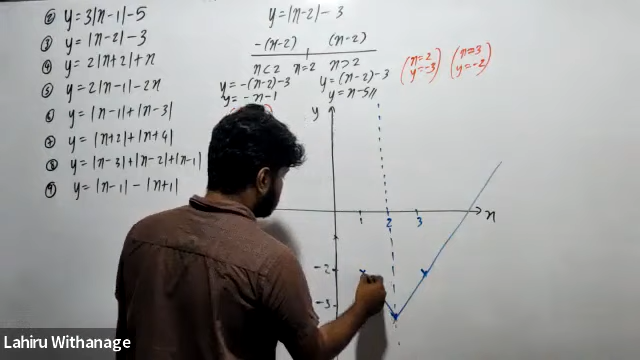 ② y = 3|x-1| - 5
③ y = |x-2| - 3
④ y = 2|x+2| + x
⑤ y = 2|x-1| - 2x
⑥ y = |x-1| + |x-3|
⑦ y = |x+2| + |x+4|
⑧ y = |x-3| + |x-2| + |x-1|
⑨ y = |x-1| - |x+1|
y = |x-2| - 3
-(x-2) (x-2)
x<2 x=2 x>2
y = -(x-2)-3 y = (x-2)-3
y = -x-1 y = x-5//
(x=2 y=-3) (x=3 y=-2)
y
1 2 3 x
-2
-3
Lahiru Withanage